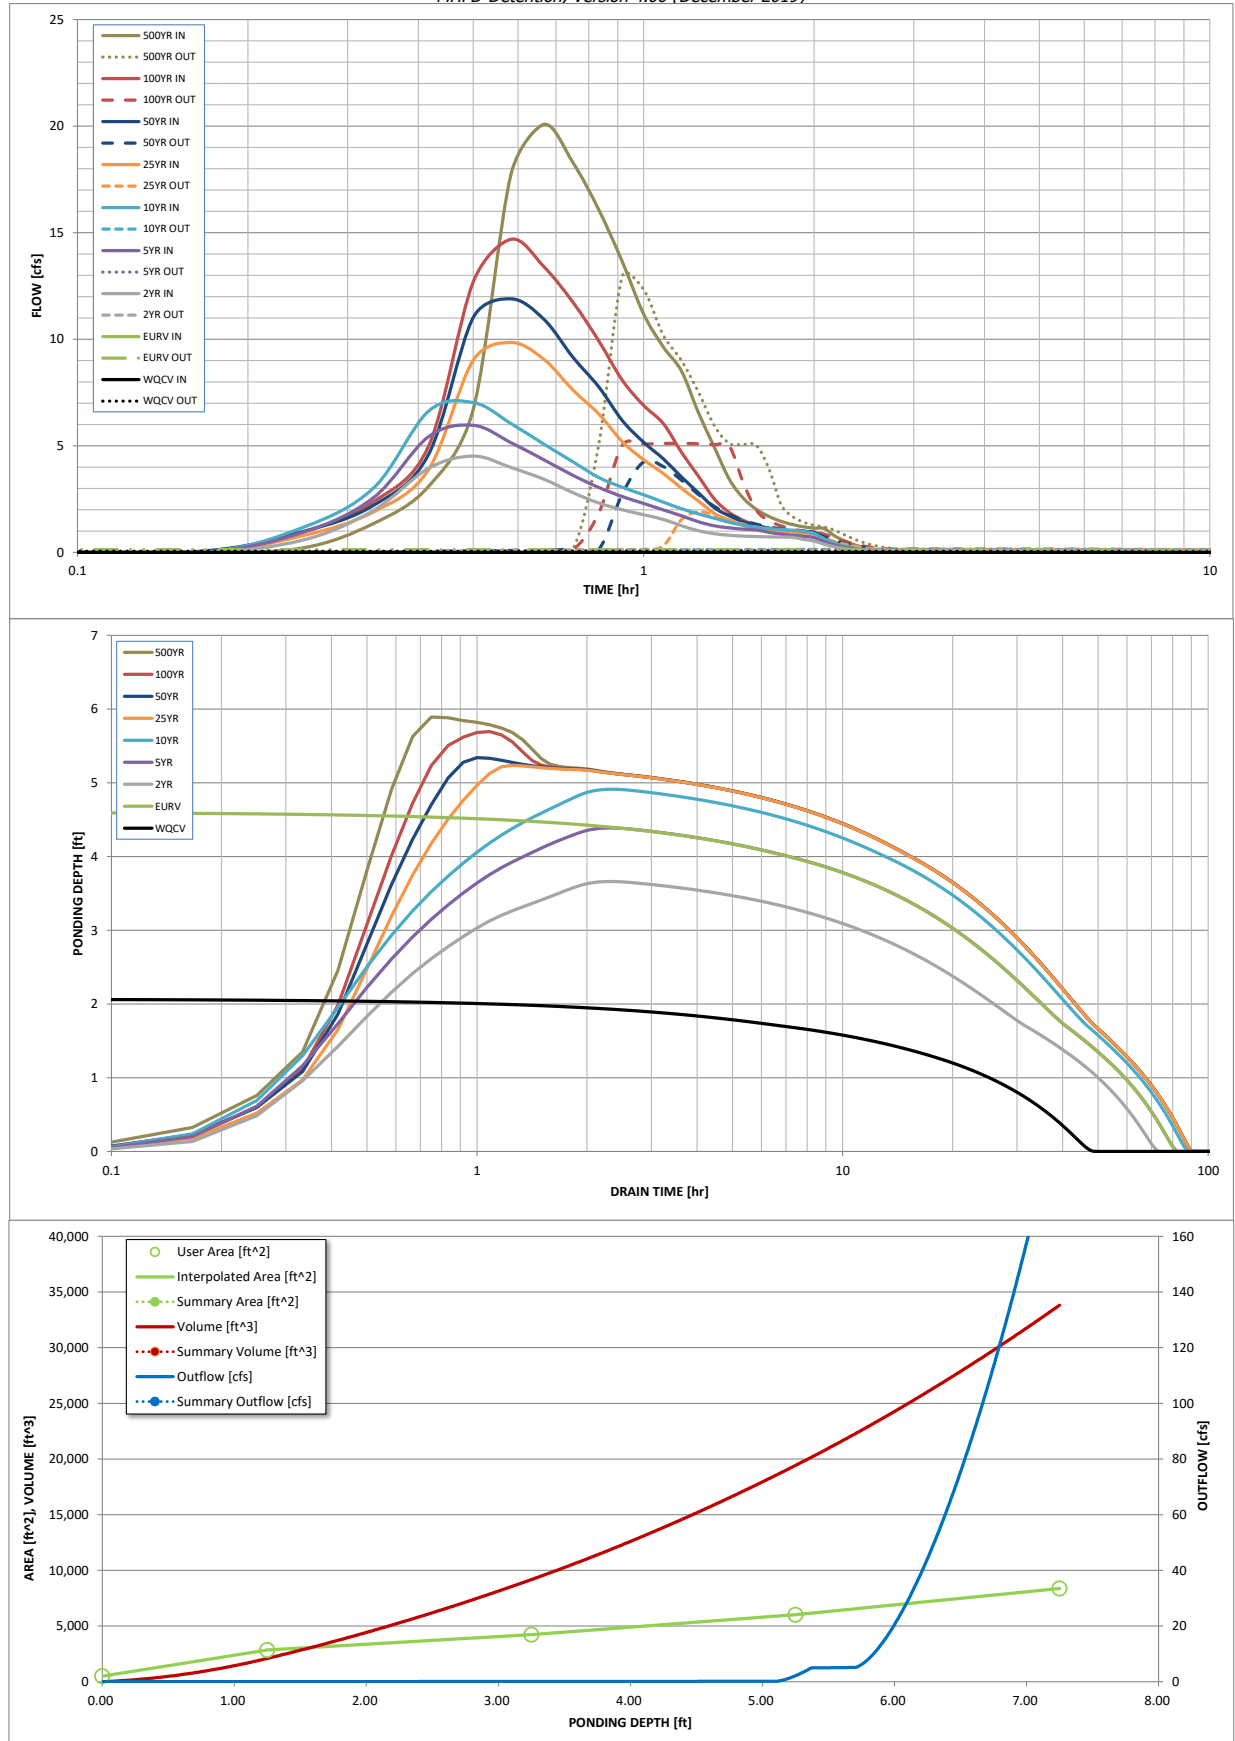 MHFD-Detention, Version 4.00 (December 2019)
25
20
15
10
5
0
FLOW [cfs]
500YR IN
500YR OUT
100YR IN
100YR OUT
50YR IN
50YR OUT
25YR IN
25YR OUT
10YR IN
10YR OUT
5YR IN
5YR OUT
2YR IN
2YR OUT
EURV IN
EURV OUT
WQCV IN
WQCV OUT
0.1
1
10
TIME [hr]
7
6
5
4
3
2
1
0
PONDING DEPTH [ft]
500YR
100YR
50YR
25YR
10YR
5YR
2YR
EURV
WQCV
0.1
1
10
100
DRAIN TIME [hr]
40,000
35,000
30,000
25,000
20,000
15,000
10,000
5,000
0
AREA [ft^2], VOLUME [ft^3]
User Area [ft^2]
Interpolated Area [ft^2]
Summary Area [ft^2]
Volume [ft^3]
Summary Volume [ft^3]
Outflow [cfs]
Summary Outflow [cfs]
160
140
120
100
80
60
40
20
0
OUTFLOW [cfs]
0.00
1.00
2.00
3.00
4.00
5.00
6.00
7.00
8.00
PONDING DEPTH [ft]